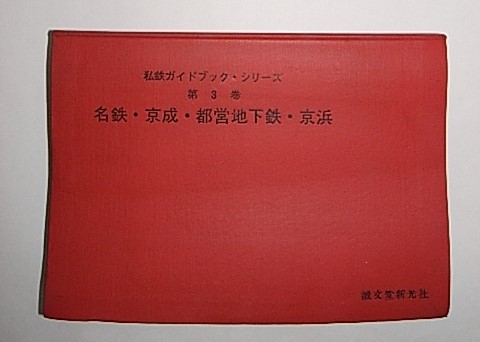 私鉄ガイドブック・シリーズ
第3巻
名鉄・京成・都営地下鉄・京浜
誠文堂新光社